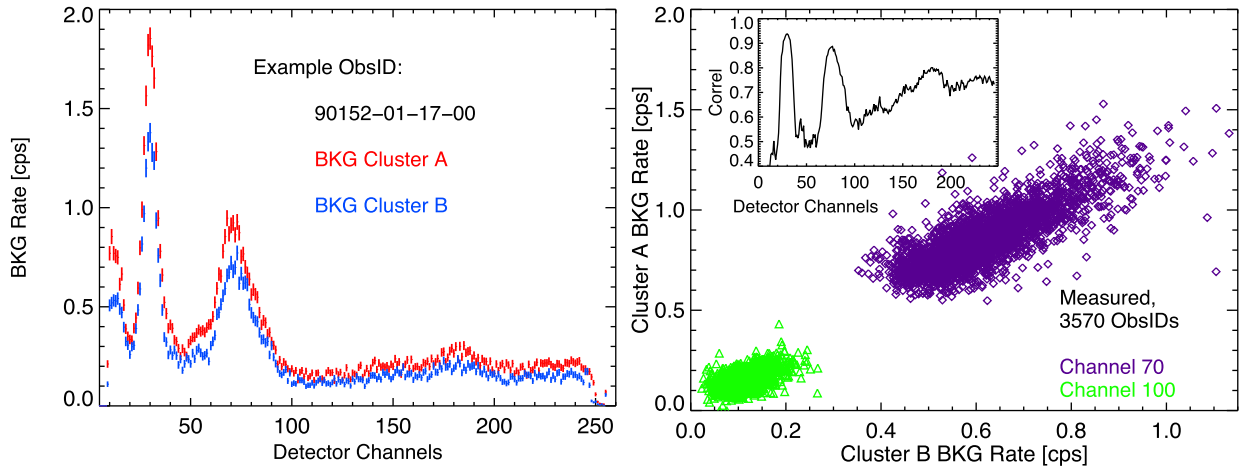 BKG Rate [cps]
2.0
1.5
1.0
0.5
0.0
Example ObsID:
90152−01−17−00
BKG Cluster A
BKG Cluster B
50
100
150
200
250
Detector Channels
Cluster A BKG Rate [cps]
2.0
1.5
1.0
0.5
0.0
Correl
1.0
0.9
0.8
0.7
0.6
0.5
0.4
0
50
100
150
200
Detector Channels
Measured,
3570 ObsIDs
Channel 70
Channel 100
0.0
0.2
0.4
0.6
0.8
1.0
Cluster B BKG Rate [cps]